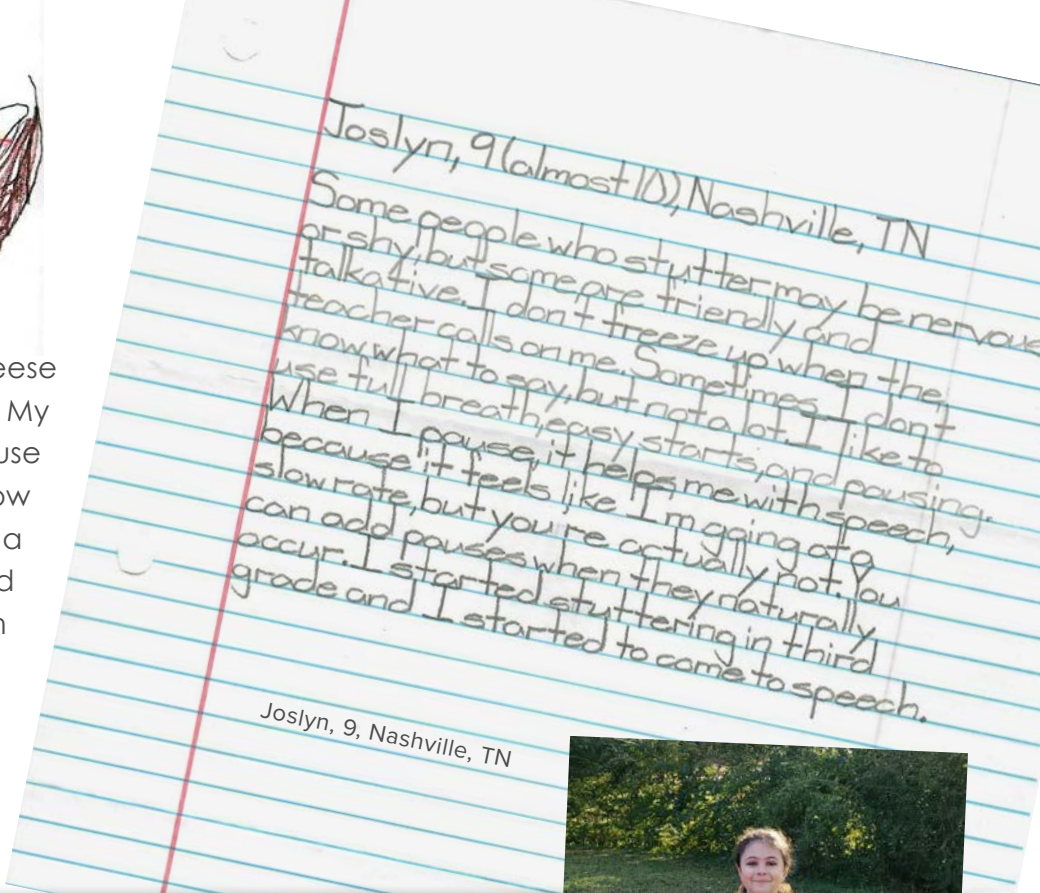 eese
My
use
ow
a
d
n
Joslyn, 9 (almost 10), Nashville, TN
Some people who stutter may be nervous
or shy, but some are friendly and
talkative. I don't freeze up when the
teacher calls on me. Sometimes I don't
know what to say, but not a lot. I like to
use full breath, easy starts, and pausing.
When I pause, it helps me with speech,
because it feels like I'm going at a
slow rate, but you're actually not. You
can add pauses when they naturally
occur. I started stuttering in third
grade and I started to come to speech.
Joslyn, 9, Nashville, TN